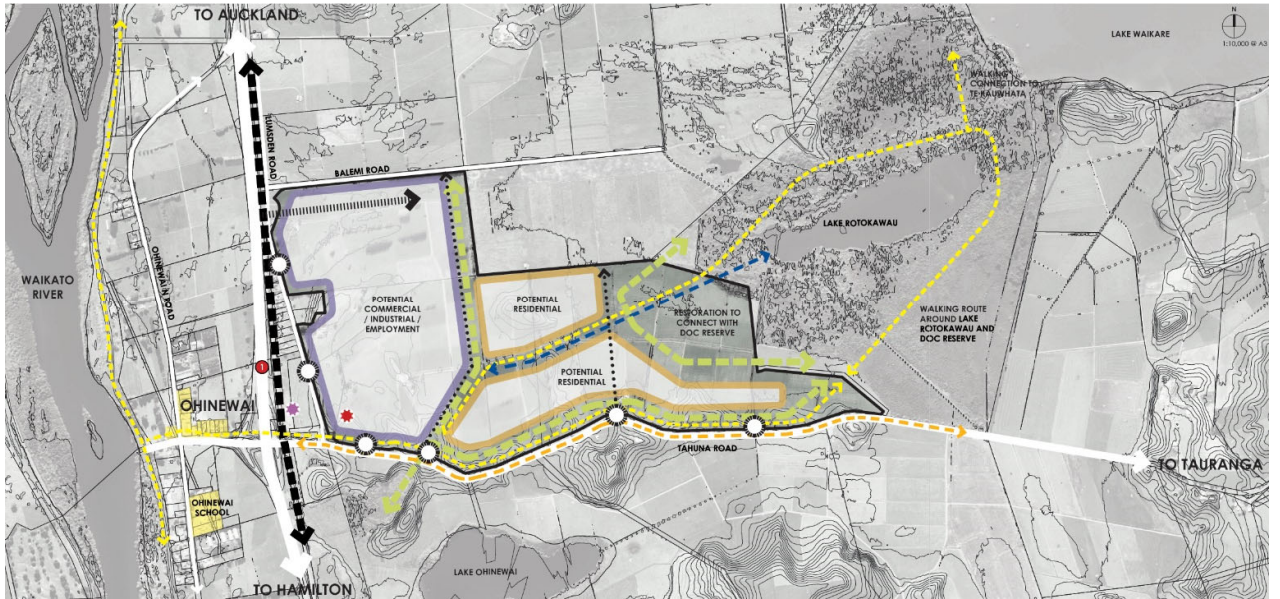 TO AUCKLAND
N
1:10,000 @ A3
LAKE WAIKARE
WALKING
CONNECTION TO
TE KAUWHATA
LUMSDEN ROAD
BALEMI ROAD
LAKE ROTOKAWAU
WAIKATO
RIVER
OHINEWAI ROAD
POTENTIAL
COMMERCIAL
/ INDUSTRIAL /
EMPLOYMENT
POTENTIAL
RESIDENTIAL
RESTORATION TO
CONNECT WITH
DOC RESERVE
WALKING ROUTE
AROUND LAKE
ROTOKAWAU AND
DOC RESERVE
1
POTENTIAL
RESIDENTIAL
OHINEWAI
TAHUNA ROAD
TO TAURANGA
OHINEWAI
SCHOOL
LAKE OHINEWAI
TO HAMILTON